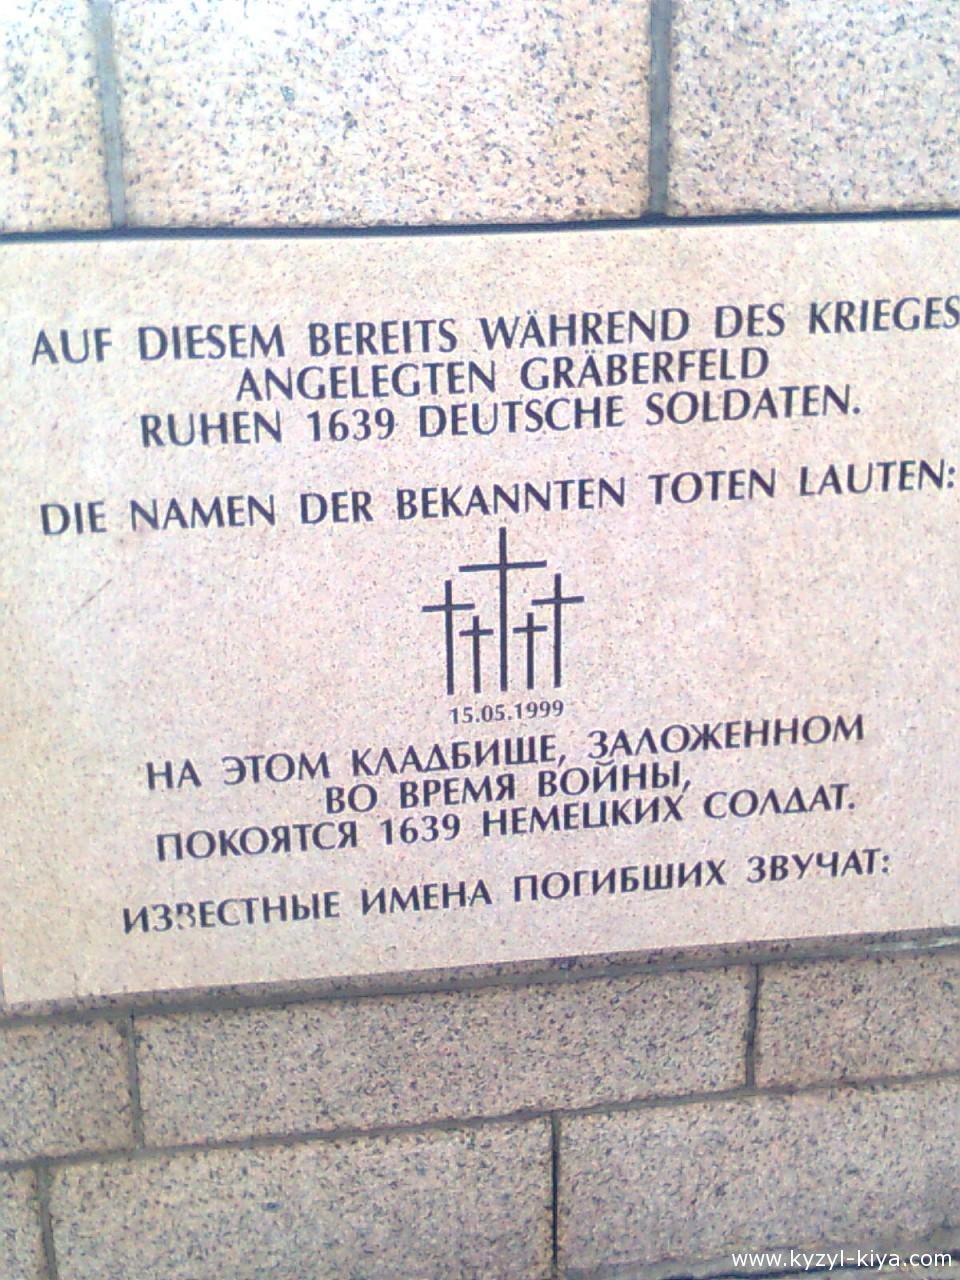 AUF DIESEM BEREITS WÄHREND DES KRIEGES
ANGELEGTEN GRÄBERFELD
RUHEN 1639 DEUTSCHE SOLDATEN.
DIE NAMEN DER BEKANNTEN TOTEN LAUTEN:
15.05.1999
НА ЭТОМ КЛАДБИЩЕ, ЗАЛОЖЕННОМ
ВО ВРЕМЯ ВОЙНЫ,
ПОКОЯТСЯ 1639 НЕМЕЦКИХ СОЛДАТ.
ИЗВЕСТНЫЕ ИМЕНА ПОГИБШИХ ЗВУЧАТ:
www.kyzyl-kiya.com